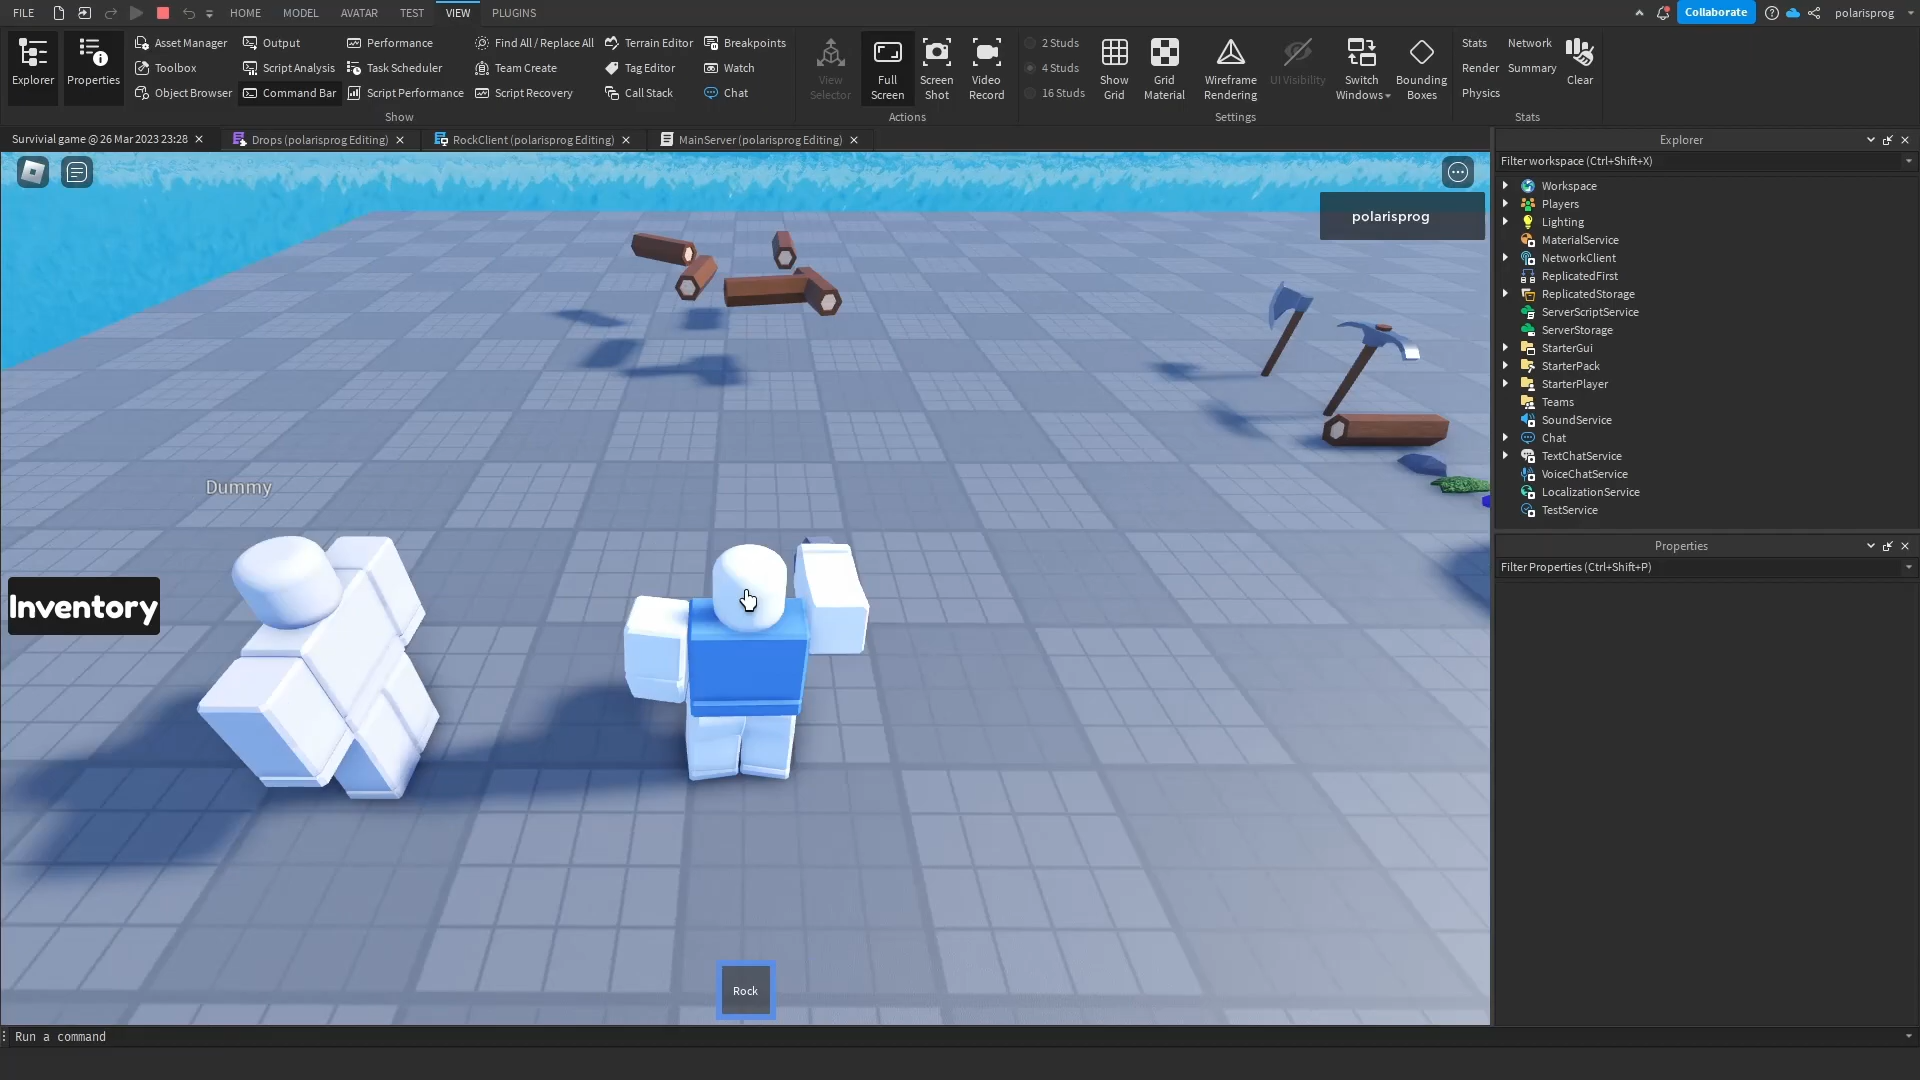 FILE HOME MODEL AVATAR TEST VIEW PLUGINS Collaborate polarisprog
Explorer
Properties
Asset Manager
Toolbox
Object Browser
Output
Script Analysis
Command Bar
Performance
Task Scheduler
Script Performance
Find All / Replace All
Team Create
Script Recovery
Terrain Editor
Tag Editor
Call Stack
Breakpoints
Watch
Chat
Show
View
Selector
Full
Screen
Screen
Shot
Video
Record
Actions
2 Studs
4 Studs
16 Studs
Show
Grid
Grid
Material
Wireframe
Rendering
UI Visibility
Switch
Windows
Bounding
Boxes
Settings
Stats
Render
Physics
Network
Summary
Clear
Stats
Survivial game @ 26 Mar 2023 23:28
Drops (polarisprog Editing)
RockClient (polarisprog Editing)
MainServer (polarisprog Editing)
polarisprog
Dummy
Inventory
Rock
Run a command
Explorer
Filter workspace (Ctrl+Shift+X)
Workspace
Players
Lighting
MaterialService
NetworkClient
ReplicatedFirst
ReplicatedStorage
ServerScriptService
ServerStorage
StarterGui
StarterPack
StarterPlayer
Teams
SoundService
Chat
TextChatService
VoiceChatService
LocalizationService
TestService
Properties
Filter Properties (Ctrl+Shift+P)